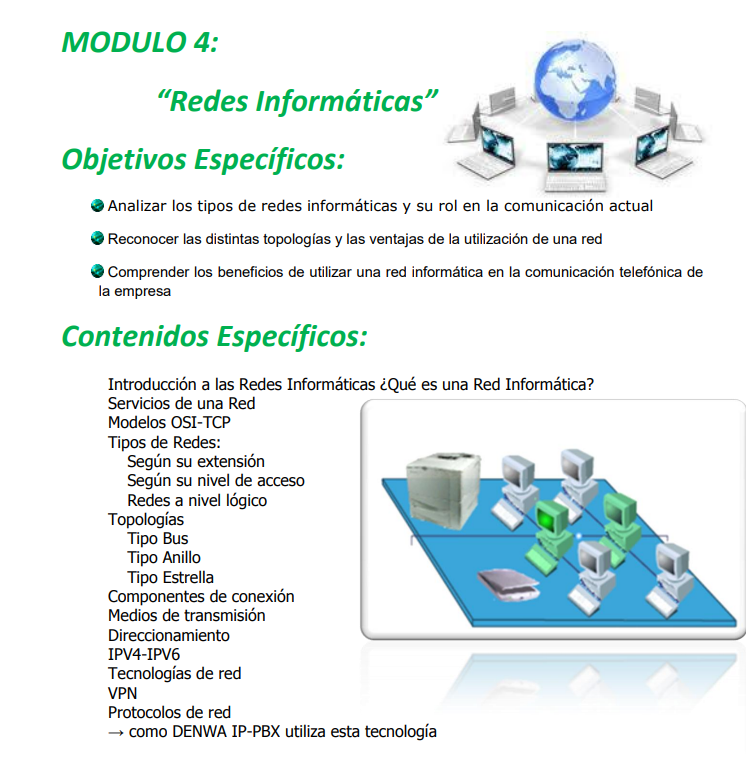 MODULO 4:
“Redes Informáticas”
Objetivos Específicos:
Analizar los tipos de redes informáticas y su rol en la comunicación actual
Reconocer las distintas topologías y las ventajas de la utilización de una red
Comprender los beneficios de utilizar una red informática en la comunicación telefónica de
la empresa
Contenidos Específicos:
Introducción a las Redes Informáticas ¿Qué es una Red Informática?
Servicios de una Red
Modelos OSI-TCP
Tipos de Redes:
Según su extensión
Según su nivel de acceso
Redes a nivel lógico
Topologías
Tipo Bus
Tipo Anillo
Tipo Estrella
Componentes de conexión
Medios de transmisión
Direccionamiento
IPV4-IPV6
Tecnologías de red
VPN
Protocolos de red
→ como DENWA IP-PBX utiliza esta tecnología